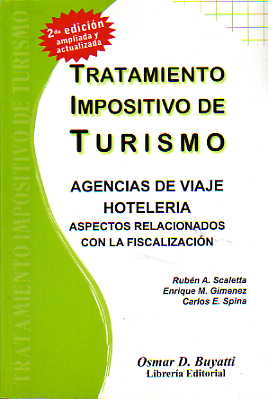 2da edición
ampliada y
actualizada
TRATAMIENTO IMPOSITIVO DE TURISMO
TRATAMIENTO
IMPOSITIVO DE
TURISMO
AGENCIAS DE VIAJE
HOTELERIA
ASPECTOS RELACIONADOS
CON LA FISCALIZACIÓN
Rubén A. Scaletta
Enrique M. Gimenez
Carlos E. Spina
Osmar D. Buyatti
Librería Editorial